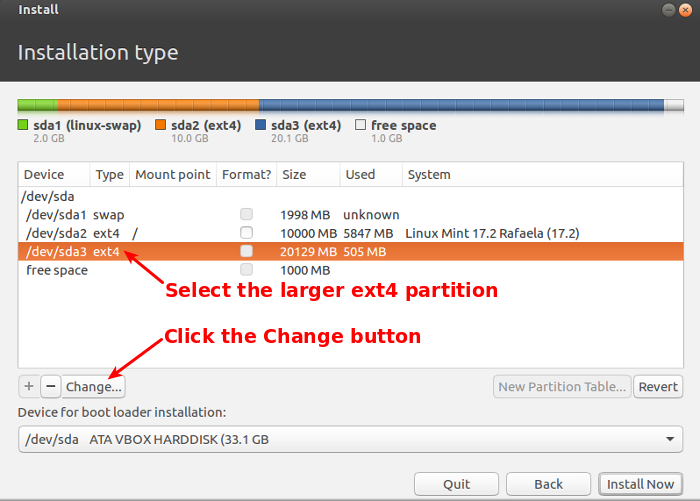 Install
Installation type
sda1 (linux-swap) sda2 (ext4) sda3 (ext4) free space
2.0 GB 10.0 GB 20.1 GB 1.0 GB
Device Type Mount point Format? Size Used System
/dev/sda
/dev/sda1 swap 1998 MB unknown
/dev/sda2 ext4 / 10000 MB 5847 MB Linux Mint 17.2 Rafaela (17.2)
/dev/sda3 ext4 20129 MB 505 MB
free space 1000 MB
Select the larger ext4 partition
Click the Change button
+ − Change... New Partition Table... Revert
Device for boot loader installation:
/dev/sda ATA VBOX HARDDISK (33.1 GB
Quit Back Install Now